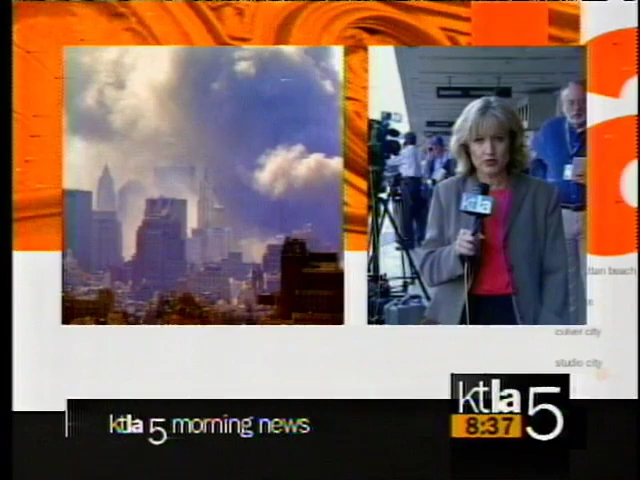 ktla
culver city
studio city
ktla 5 morning news
ktla 5
8:37